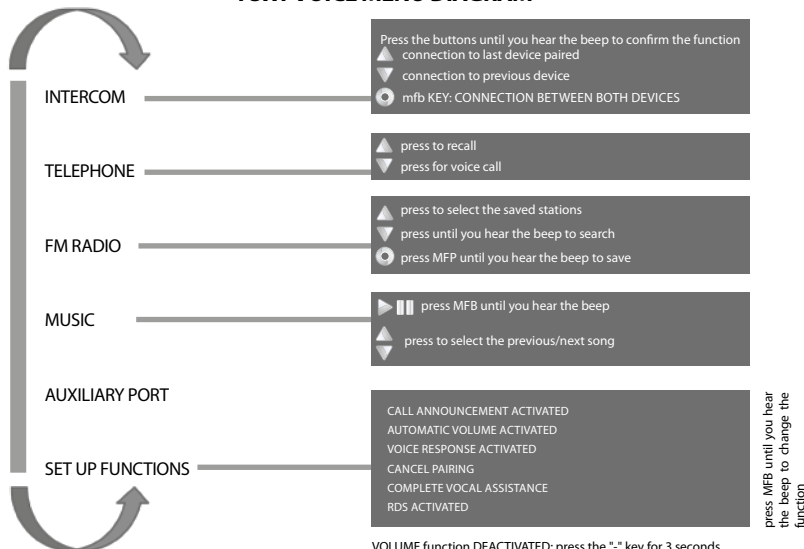 VOICE MENU DIAGRAM
Press the buttons until you hear the beep to confirm the function
connection to last device paired
connection to previous device
INTERCOM
mfb KEY: CONNECTION BETWEEN BOTH DEVICES
press to recall
TELEPHONE
press for voice call
press to select the saved stations
FM RADIO
press until you hear the beep to search
press MFP until you hear the beep to save
MUSIC
press MFB until you hear the beep
press to select the previous/next song
AUXILIARY PORT
SET UP FUNCTIONS
CALL ANNOUNCEMENT ACTIVATED
AUTOMATIC VOLUME ACTIVATED
VOICE RESPONSE ACTIVATED
CANCEL PAIRING
COMPLETE VOCAL ASSISTANCE
RDS ACTIVATED
press MFB until you hear
the beep to change the
function
VOLUME function DEACTIVATED: press the "-" key for 3 seconds